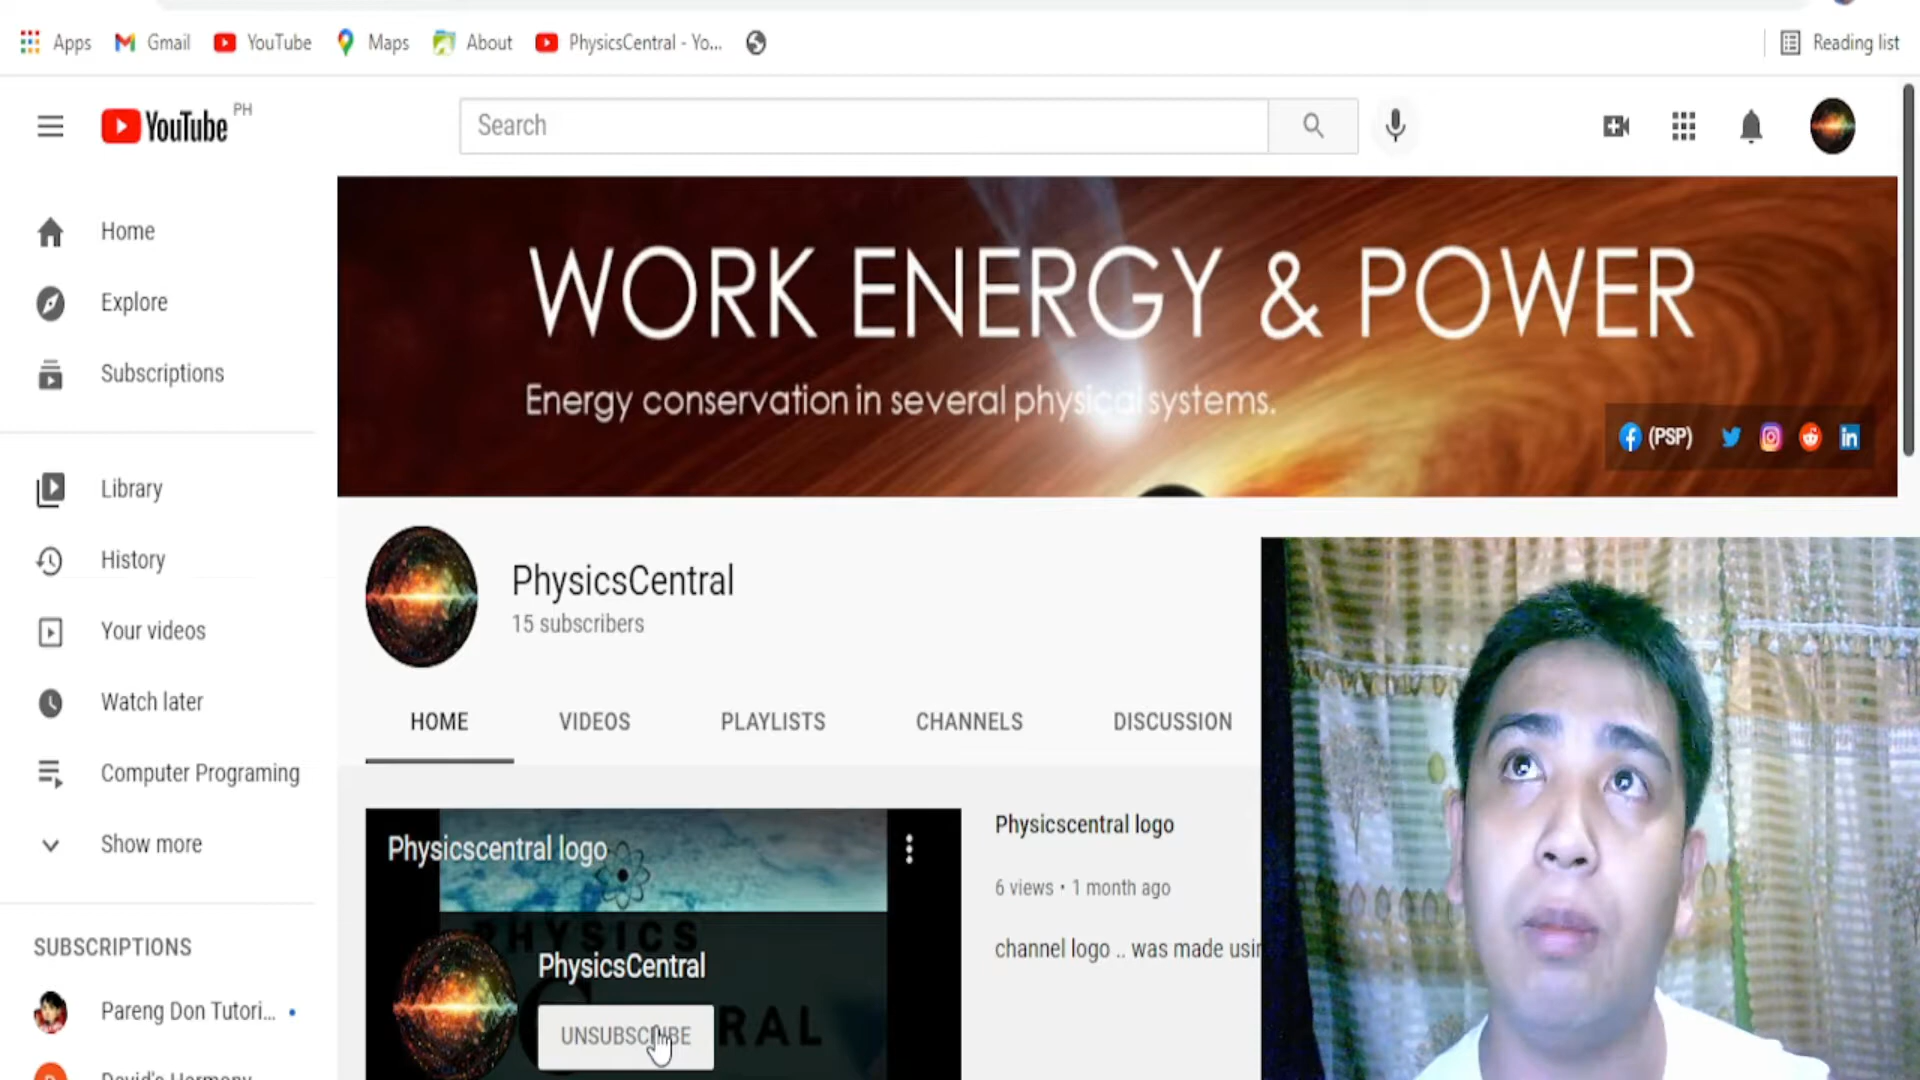 Apps Gmail YouTube Maps About PhysicsCentral - Yo... Reading list
YouTube PH
Search
Home
Explore
Subscriptions
Library
History
Your videos
Watch later
Computer Programing
Show more
SUBSCRIPTIONS
Pareng Don Tutori...
WORK ENERGY & POWER
Energy conservation in several physical systems.
(PSP)
PhysicsCentral
15 subscribers
HOME VIDEOS PLAYLISTS CHANNELS DISCUSSION
Physicscentral logo
PHYSICS
PhysicsCentral
UNSUBSCRIBE
RAL
Physicscentral logo
6 views • 1 month ago
channel logo .. was made usin